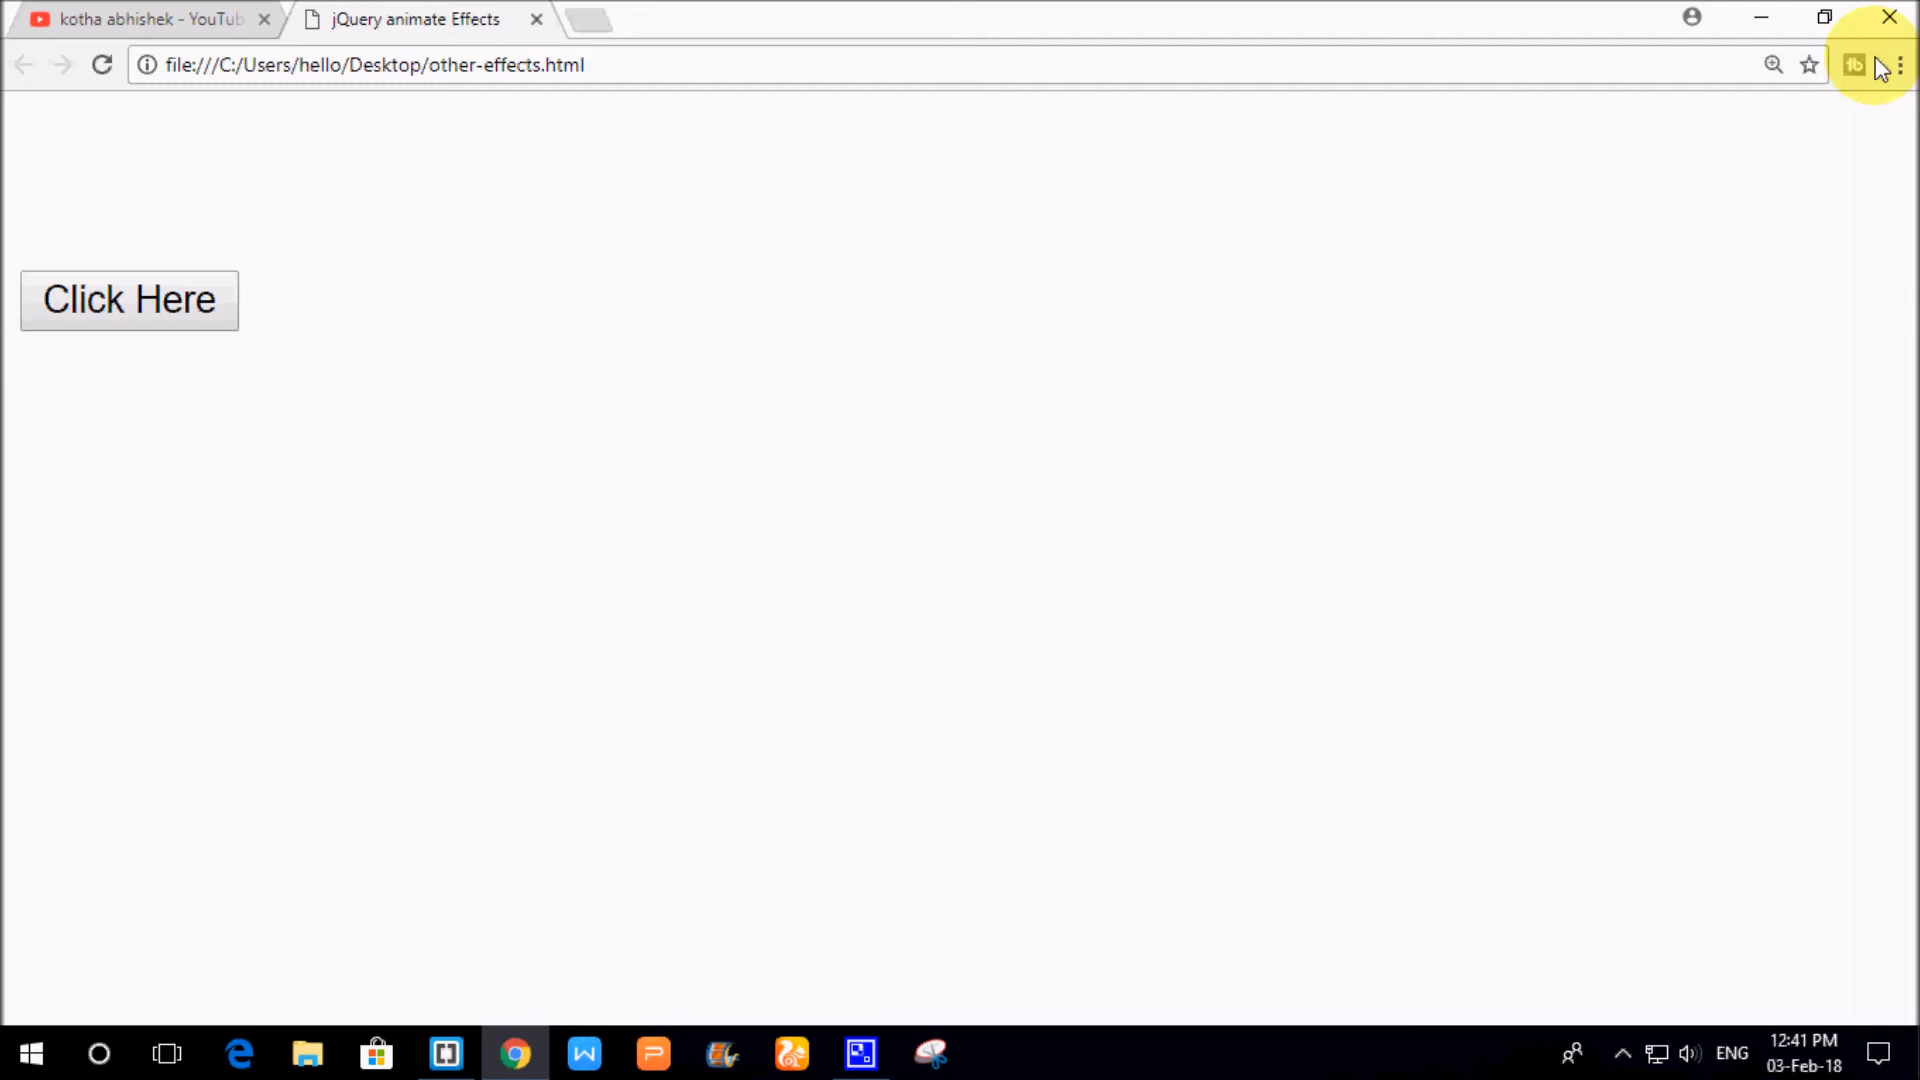 kotha abhishek - YouTub
jQuery animate Effects
file:///C:/Users/hello/Desktop/other-effects.html
Click Here
ENG
12:41 PM
03-Feb-18